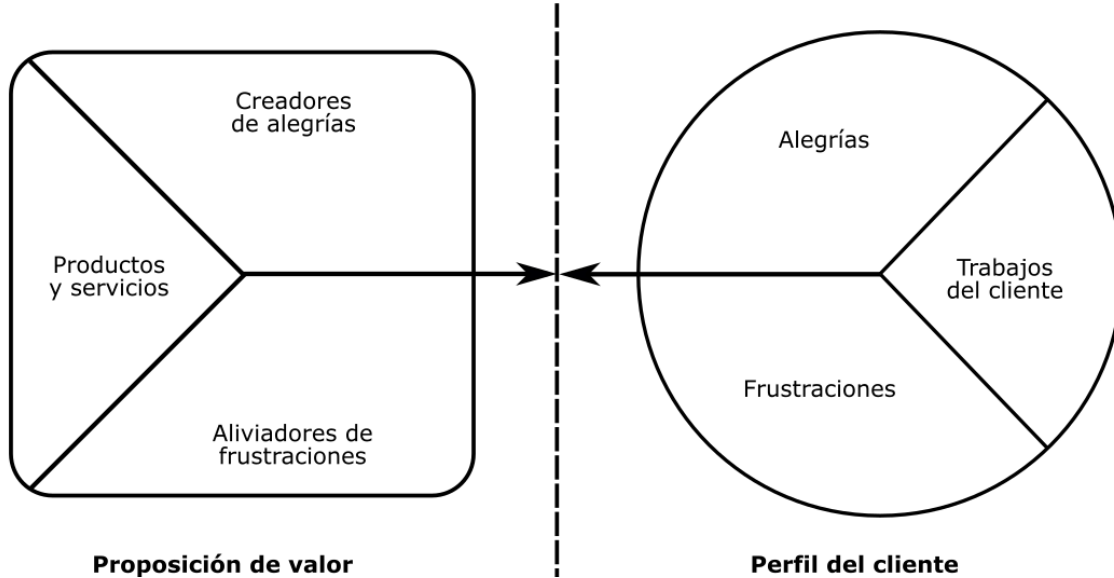 Creadores
de alegrías
Productos
y servicios
Aliviadores de
frustraciones
Proposición de valor
Alegrías
Trabajos
del cliente
Frustraciones
Perfil del cliente